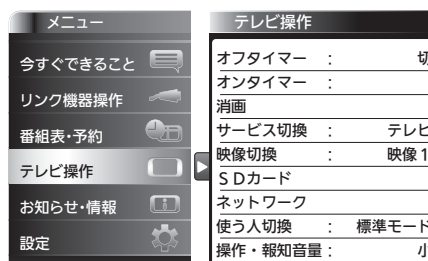 メニュー
今すぐできること
リンク機器操作
番組表･予約
テレビ操作
お知らせ･情報
設定
テレビ操作
オフタイマー ： 切
オンタイマー ：
消画
サービス切換 ： テレビ
映像切換 ： 映像1
SDカード
ネットワーク
使う人切換 ： 標準モード
操作・報知音量： 小